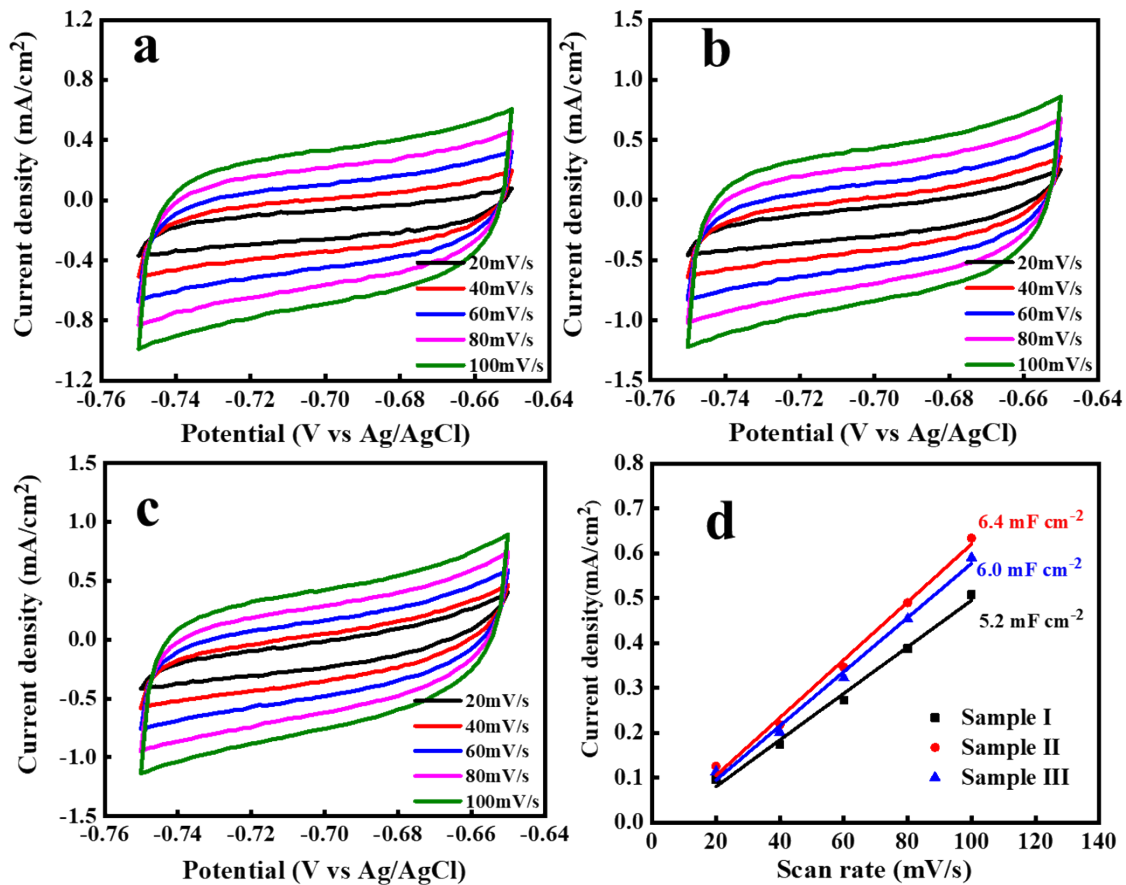 a
Current density (mA/cm²)
1.2
0.8
0.4
0.0
-0.4
-0.8
-1.2
20mV/s
40mV/s
60mV/s
80mV/s
100mV/s
-0.76 -0.74 -0.72 -0.70 -0.68 -0.66 -0.64
Potential (V vs Ag/AgCl)
b
Current density (mA/cm²)
1.5
1.0
0.5
0.0
-0.5
-1.0
-1.5
20mV/s
40mV/s
60mV/s
80mV/s
100mV/s
-0.76 -0.74 -0.72 -0.70 -0.68 -0.66 -0.64
Potential (V vs Ag/AgCl)
c
Current density (mA/cm²)
1.5
1.0
0.5
0.0
-0.5
-1.0
-1.5
20mV/s
40mV/s
60mV/s
80mV/s
100mV/s
-0.76 -0.74 -0.72 -0.70 -0.68 -0.66 -0.64
Potential (V vs Ag/AgCl)
d
Current density(mA/cm²)
0.8
0.7
0.6
0.5
0.4
0.3
0.2
0.1
0.0
6.4 mF cm⁻²
6.0 mF cm⁻²
5.2 mF cm⁻²
Sample I
Sample II
Sample III
0 20 40 60 80 100 120 140
Scan rate (mV/s)